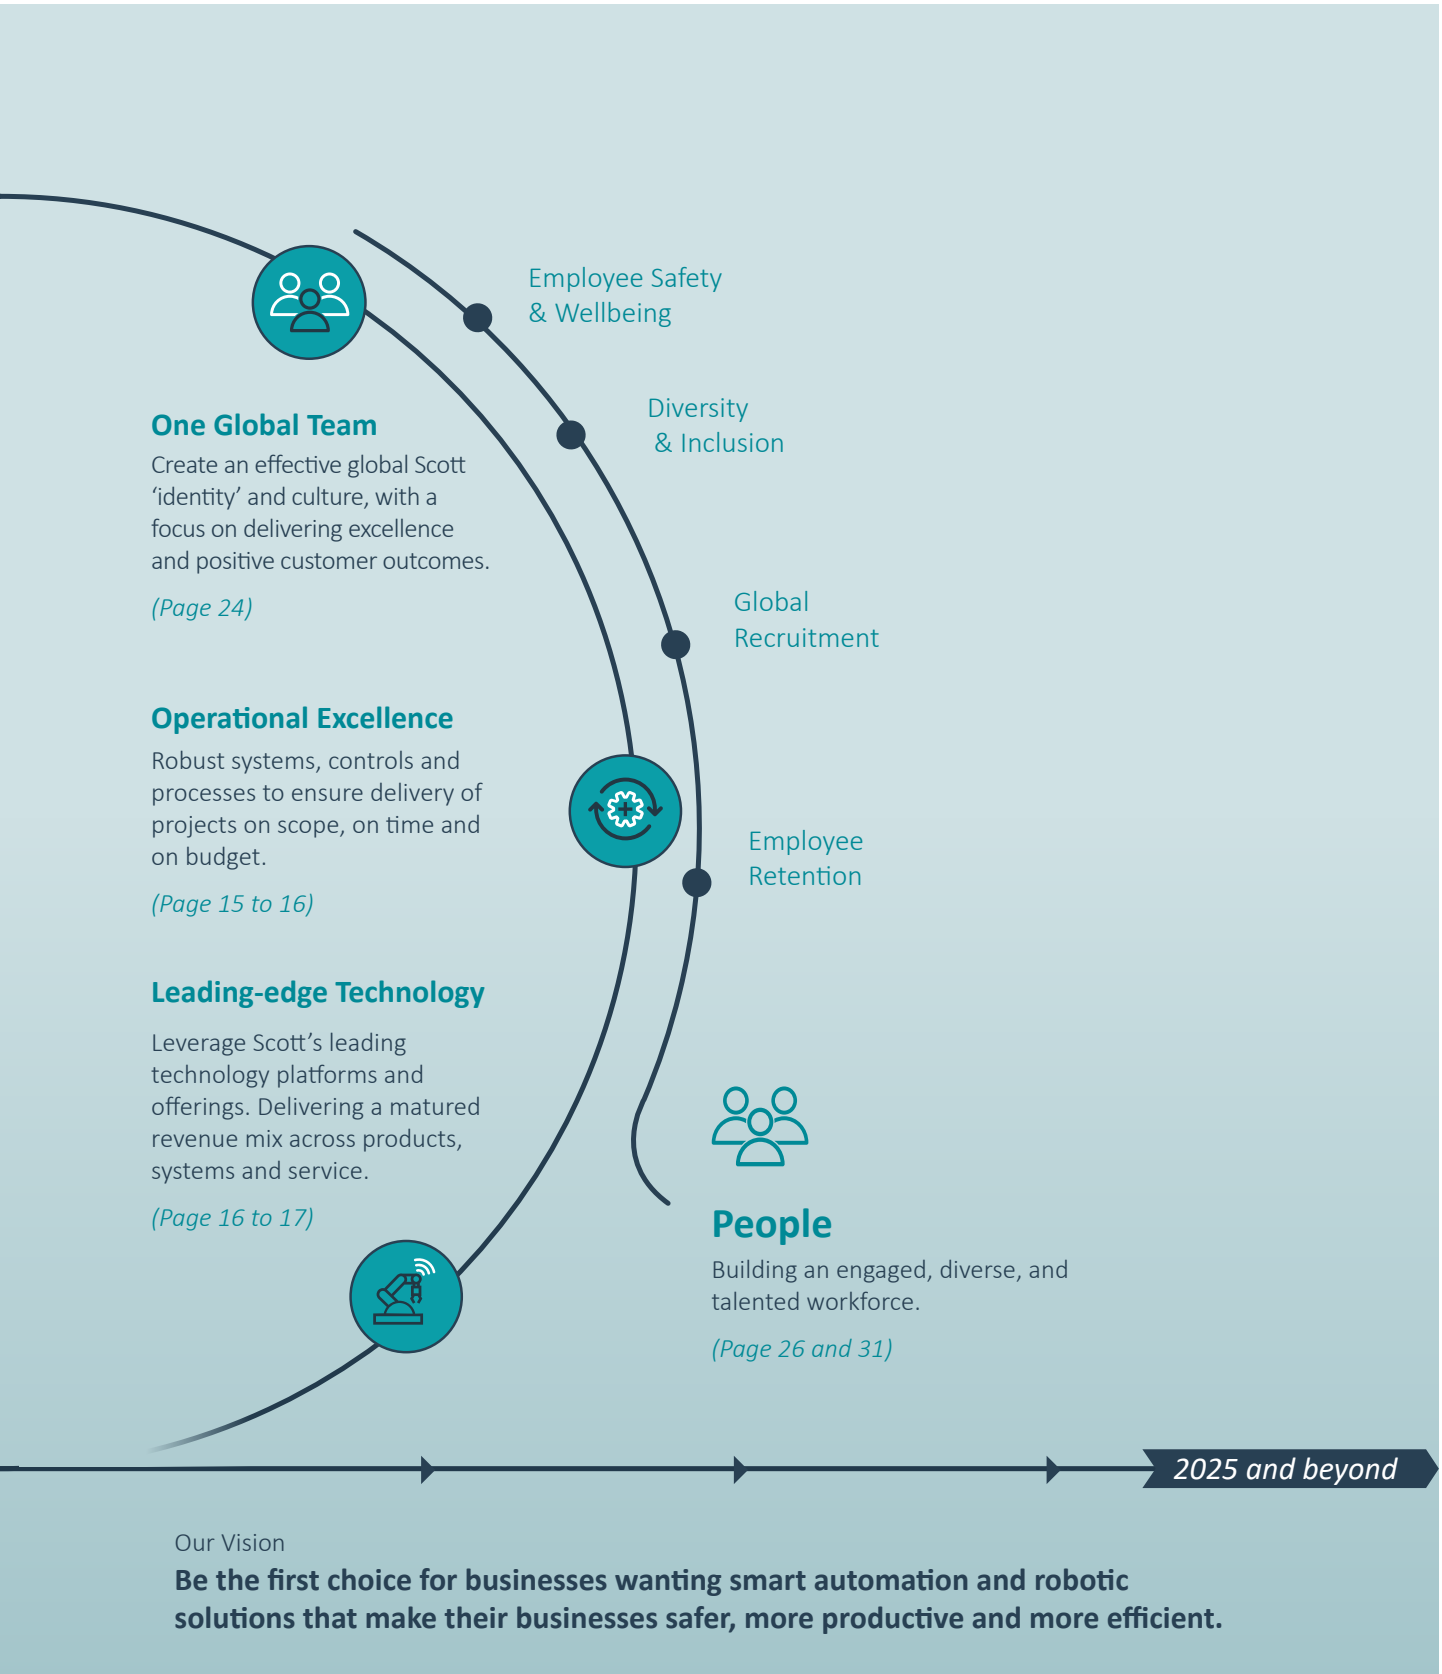 Employee Safety
& Wellbeing
Diversity
& Inclusion
One Global Team
Create an effective global Scott
‘identity’ and culture, with a
focus on delivering excellence
and positive customer outcomes.
(Page 24)
Global
Recruitment
Operational Excellence
Robust systems, controls and
processes to ensure delivery of
projects on scope, on time and
on budget.
(Page 15 to 16)
Employee
Retention
Leading-edge Technology
Leverage Scott’s leading
technology platforms and
offerings. Delivering a matured
revenue mix across products,
systems and service.
(Page 16 to 17)
People
Building an engaged, diverse, and
talented workforce.
(Page 26 and 31)
2025 and beyond
Our Vision
Be the first choice for businesses wanting smart automation and robotic
solutions that make their businesses safer, more productive and more efficient.